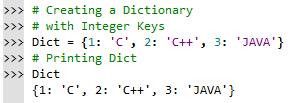 >>> # Creating a Dictionary
>>> # with Integer Keys
>>> Dict = {1: 'C', 2: 'C++', 3: 'JAVA'}
>>> # Printing Dict
>>> Dict
{1: 'C', 2: 'C++', 3: 'JAVA'}